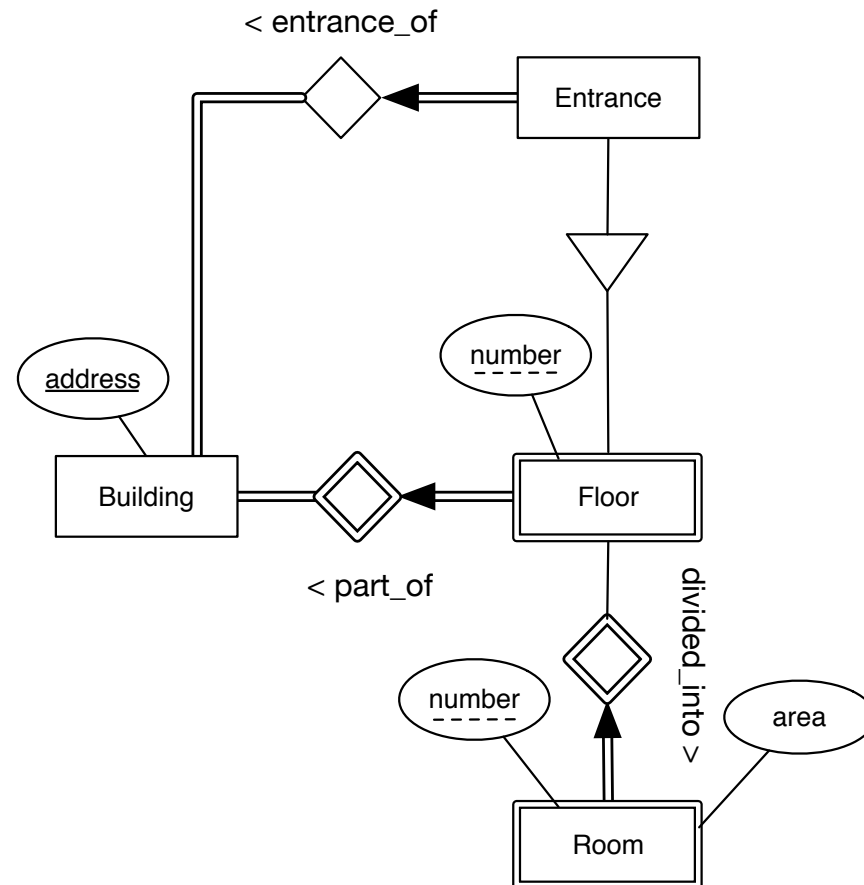 < entrance_of
Entrance
number
address
Building
Floor
< part_of
divided_into >
number
area
Room